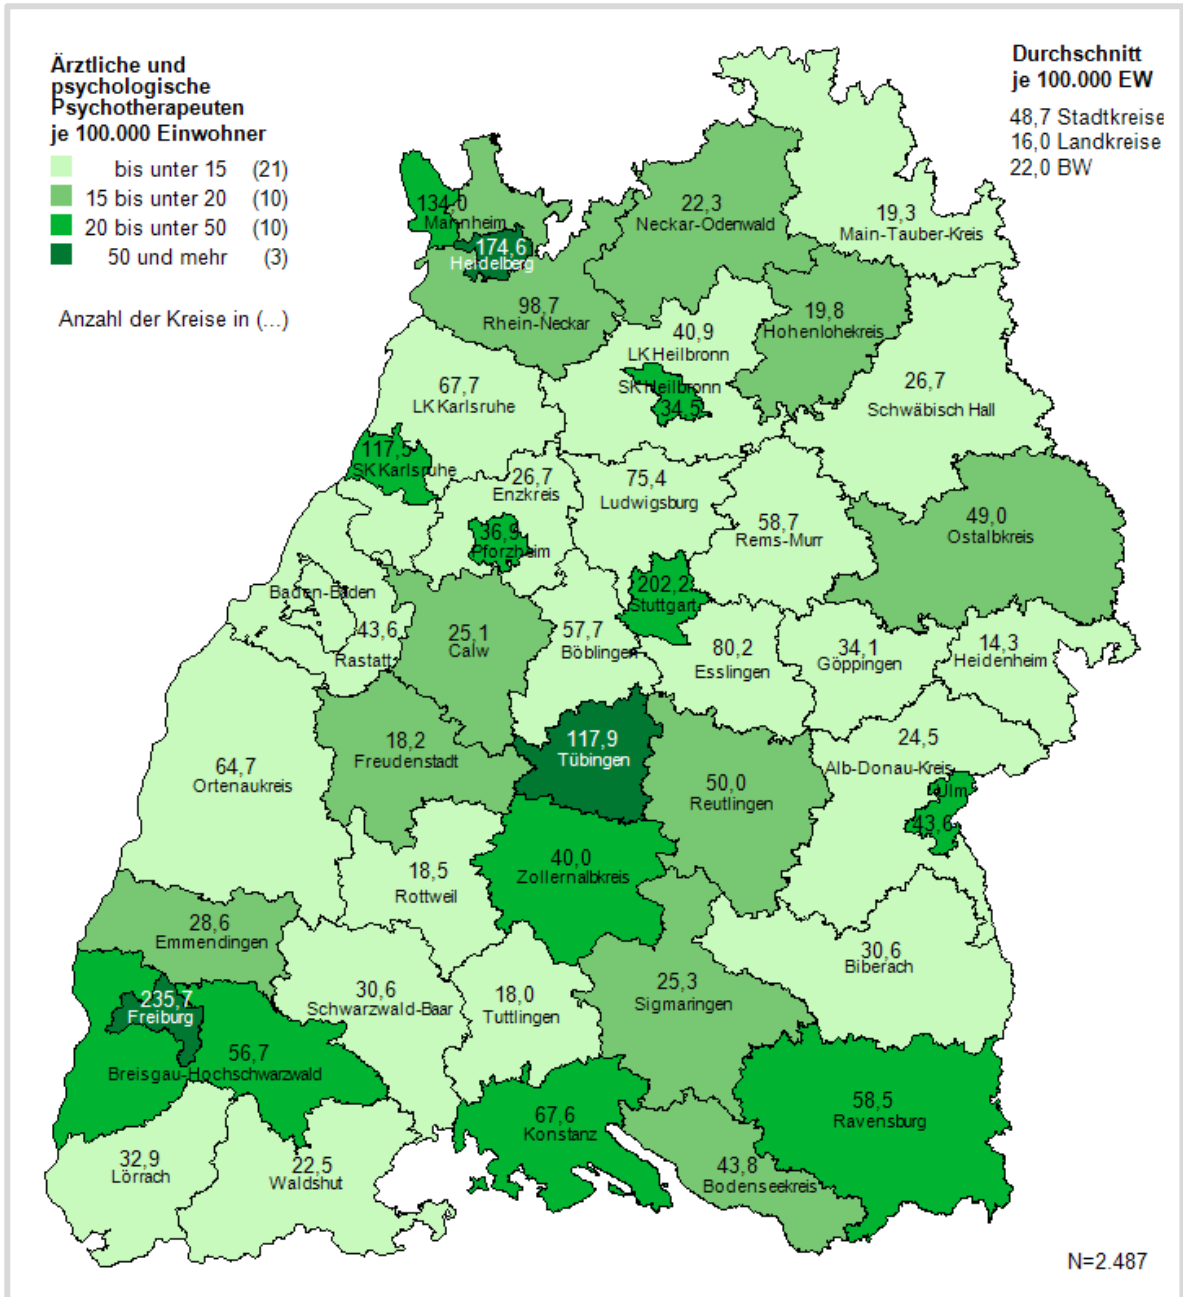 Ärztliche und
psychologische
Psychotherapeuten
je 100.000 Einwohner
bis unter 15 (21)
15 bis unter 20 (10)
20 bis unter 50 (10)
50 und mehr (3)
Anzahl der Kreise in (...)
Durchschnitt
je 100.000 EW
48,7 Stadtkreise
16,0 Landkreise
22,0 BW
134,0
Mannheim
174,6
Heidelberg
22,3
Neckar-Odenwald
19,3
Main-Tauber-Kreis
98,7
Rhein-Neckar
19,8
Hohenlohekreis
40,9
LK Heilbronn
SK Heilbronn
34,5
67,7
LK Karlsruhe
26,7
Schwäbisch Hall
117,5
SK Karlsruhe
26,7
Enzkreis
36,9
Pforzheim
75,4
Ludwigsburg
58,7
Rems-Murr
49,0
Ostalbkreis
Baden-Baden
43,6
Rastatt
25,1
Calw
57,7
Böblingen
202,2
Stuttgart
80,2
Esslingen
34,1
Göppingen
14,3
Heidenheim
64,7
Ortenaukreis
18,2
Freudenstadt
117,9
Tübingen
50,0
Reutlingen
24,5
Alb-Donau-Kreis
Ulm
43,6
18,5
Rottweil
40,0
Zollernalbkreis
28,6
Emmendingen
30,6
Biberach
235,7
Freiburg
30,6
Schwarzwald-Baar
18,0
Tuttlingen
25,3
Sigmaringen
56,7
Breisgau-Hochschwarzwald
67,6
Konstanz
58,5
Ravensburg
32,9
Lörrach
22,5
Waldshut
43,8
Bodenseekreis
N=2.487